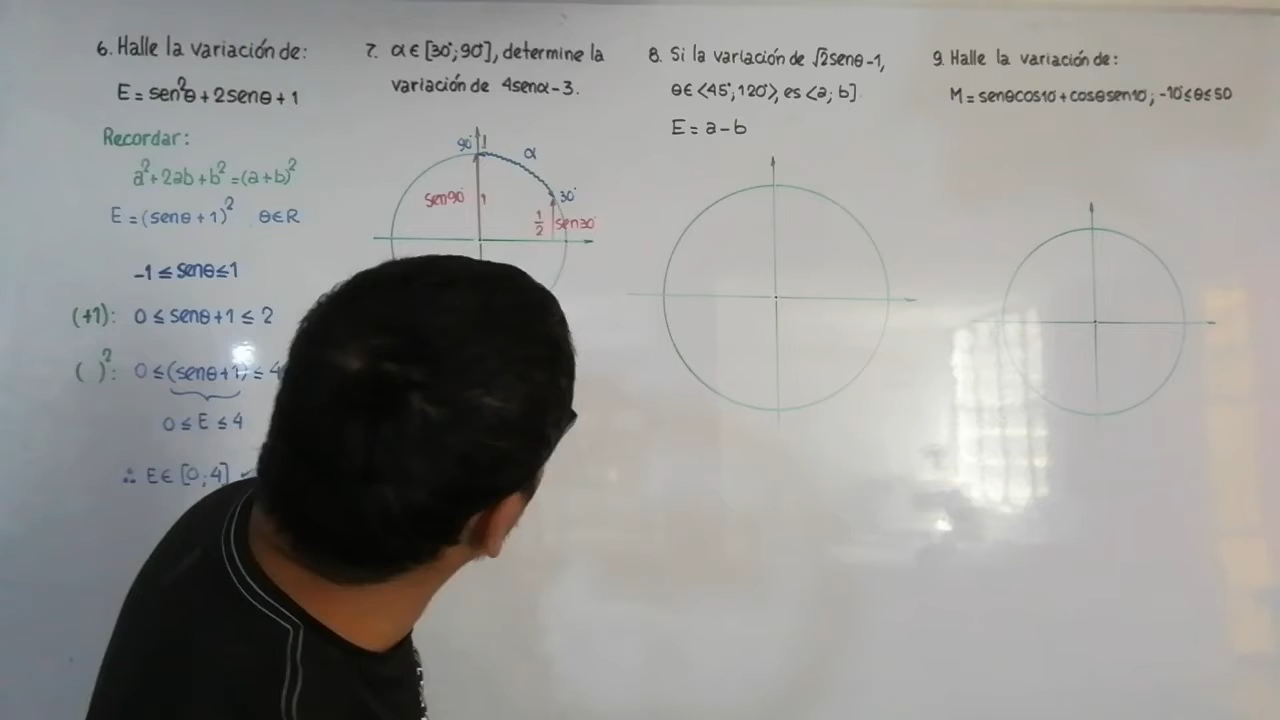 6. Halle la variación de:
E = sen²θ + 2senθ + 1
Recordar:
a² + 2ab + b² = (a+b)²
E = (senθ + 1)² θ∈R
-1 ≤ senθ ≤ 1
(+1): 0 ≤ senθ + 1 ≤ 2
( )²: 0 ≤ (senθ + 1) ≤ 4
0 ≤ E ≤ 4
∴ E∈ [0; 4]
7. α∈[30°; 90°], determine la
variación de 4senα - 3.
90° 1
α
sen90° 1
30°
1/2 sen30°
8. Si la variación de √2senθ - 1,
θ∈<45°; 120°>, es <a; b]
E = a - b
9. Halle la variación de:
M = senθcos10° + cosθsen10°; -10° ≤ θ ≤ 50